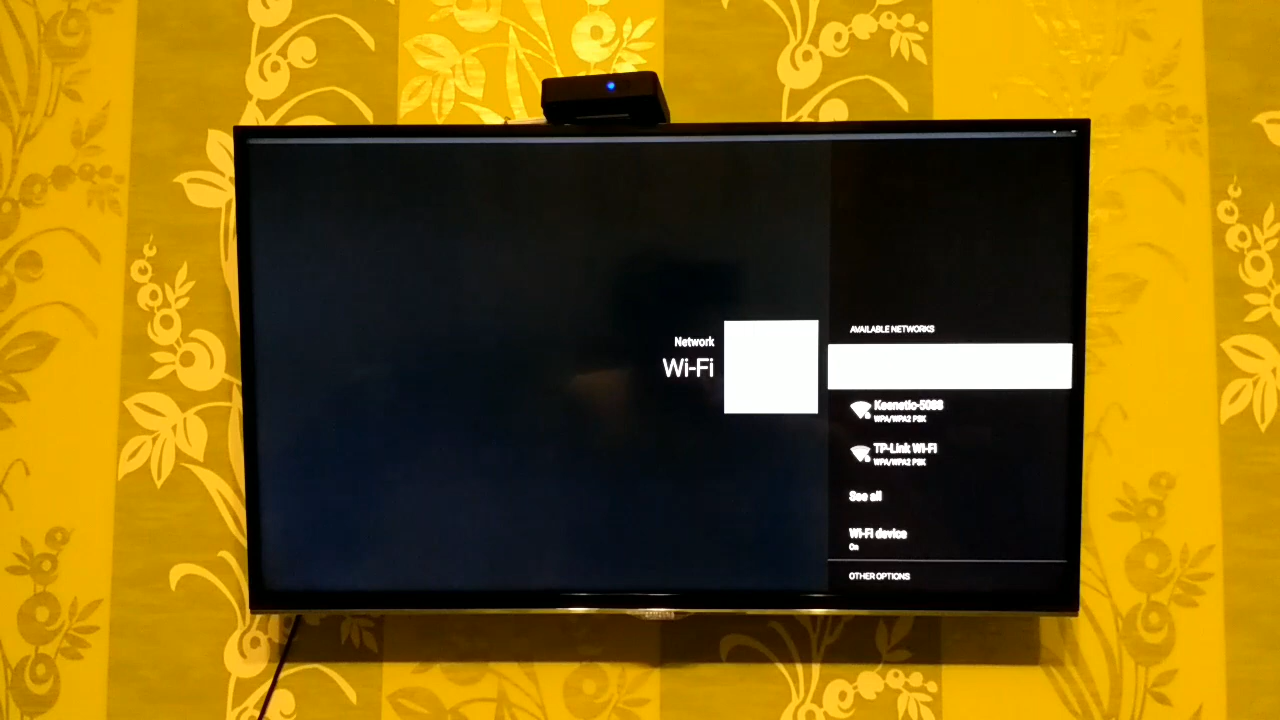 Network
Wi-Fi
AVAILABLE NETWORKS
Keenetic-5088
WPA/WPA2 PSK
TP-Link Wi-Fi
WPA/WPA2 PSK
See all
Wi-Fi device
On
OTHER OPTIONS
SAMSUNG